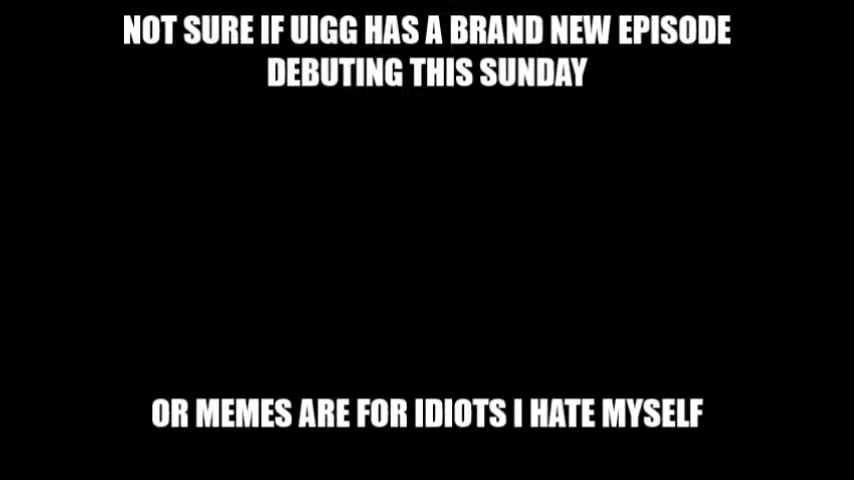 NOT SURE IF UIGG HAS A BRAND NEW EPISODE
DEBUTING THIS SUNDAY
OR MEMES ARE FOR IDIOTS I HATE MYSELF